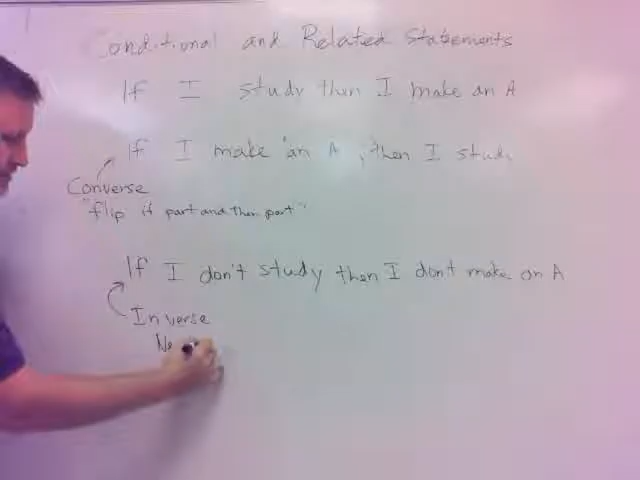 Conditional and Related Statements
If I study then I make an A
If I make an A, then I study
Converse
"flip if part and then part"
If I don't study then I don't make an A
Inverse
Ne